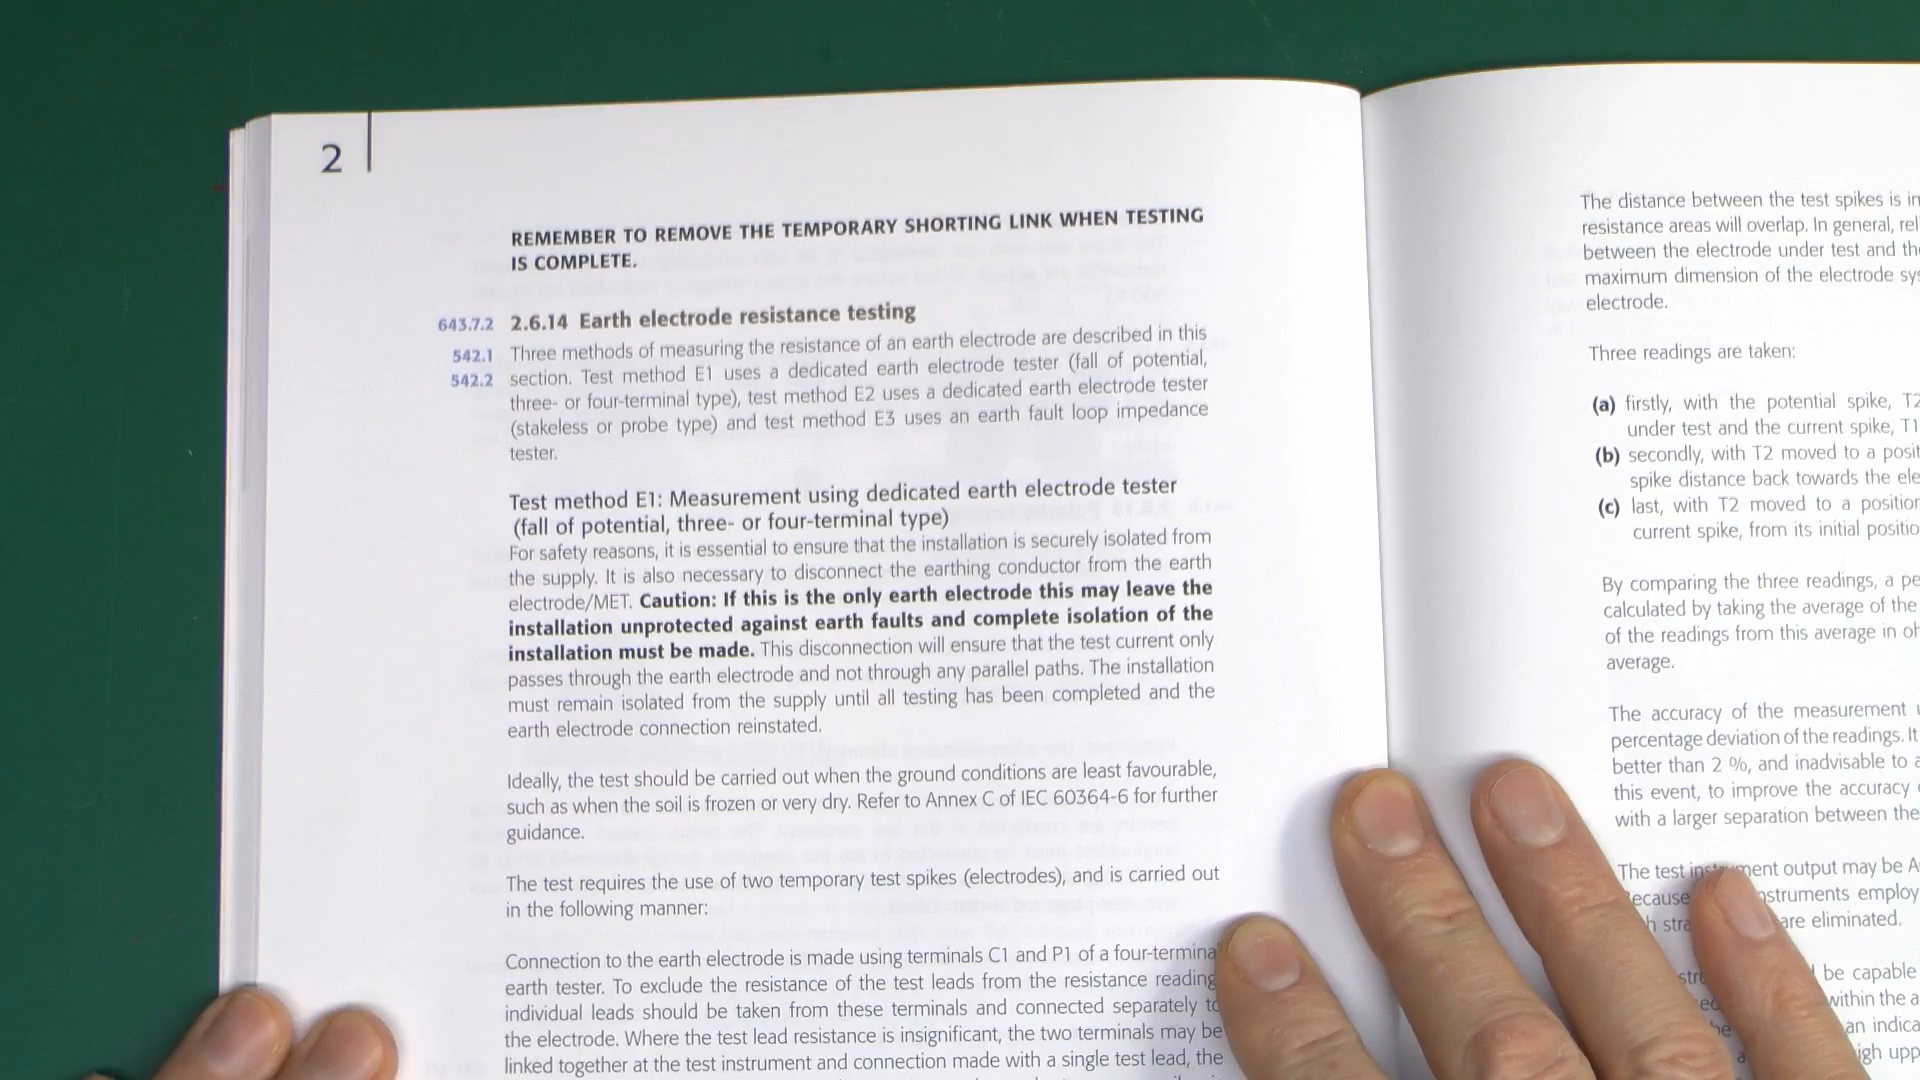 2
REMEMBER TO REMOVE THE TEMPORARY SHORTING LINK WHEN TESTING
IS COMPLETE.
643.7.2 2.6.14 Earth electrode resistance testing
542.1 Three methods of measuring the resistance of an earth electrode are described in this
542.2 section. Test method E1 uses a dedicated earth electrode tester (fall of potential,
three- or four-terminal type), test method E2 uses a dedicated earth electrode tester
(stakeless or probe type) and test method E3 uses an earth fault loop impedance
tester.
Test method E1: Measurement using dedicated earth electrode tester
(fall of potential, three- or four-terminal type)
For safety reasons, it is essential to ensure that the installation is securely isolated from
the supply. It is also necessary to disconnect the earthing conductor from the earth
electrode/MET. Caution: If this is the only earth electrode this may leave the
installation unprotected against earth faults and complete isolation of the
installation must be made. This disconnection will ensure that the test current only
passes through the earth electrode and not through any parallel paths. The installation
must remain isolated from the supply until all testing has been completed and the
earth electrode connection reinstated.
Ideally, the test should be carried out when the ground conditions are least favourable,
such as when the soil is frozen or very dry. Refer to Annex C of IEC 60364-6 for further
guidance.
The test requires the use of two temporary test spikes (electrodes), and is carried out
in the following manner:
Connection to the earth electrode is made using terminals C1 and P1 of a four-termina
earth tester. To exclude the resistance of the test leads from the resistance reading
individual leads should be taken from these terminals and connected separately to
the electrode. Where the test lead resistance is insignificant, the two terminals may be
linked together at the test instrument and connection made with a single test lead, the
The distance between the test spikes is
resistance areas will overlap. In general,
between the electrode under test and
maximum dimension of the electrode
electrode.
Three readings are taken:
(a) firstly, with the potential spike, T2
under test and the current spike, T1
(b) secondly, with T2 moved to a
spike distance back towards the
(c) last, with T2 moved to a
current spike, from its initial
By comparing the three readings, a
calculated by taking the average of the
of the readings from this average in
average.
The accuracy of the measurement
percentage deviation of the readings. It
better than 2 %, and inadvisable to
this event, to improve the accuracy
with a larger separation between the
The test output may be
employ
are eliminated.
be capable
within the
an